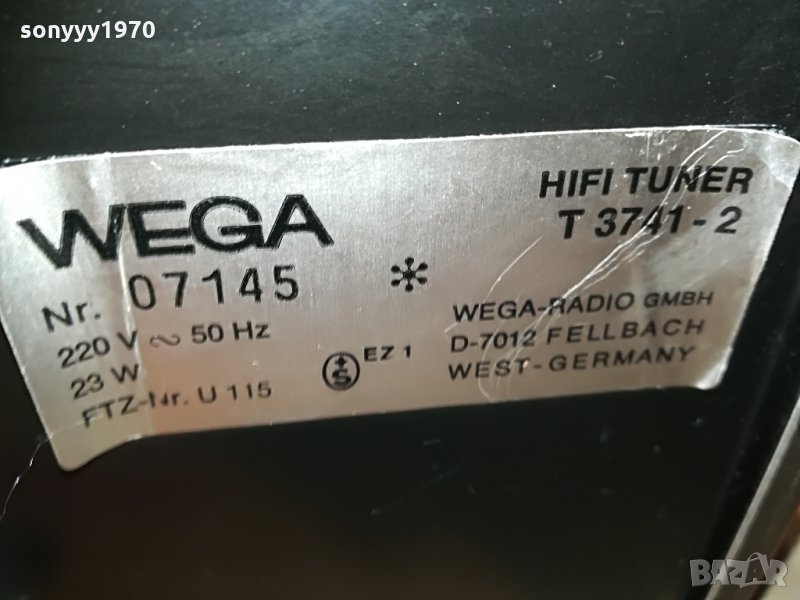 sonyyy1970
WEGA
HIFI TUNER
T 3741-2
Nr. 07145 *
220 V ~ 50 Hz
23 W
FTZ-Nr. U 115
S EZ 1
WEGA-RADIO GMBH
D-7012 FELLBACH
WEST-GERMANY
BAZAR